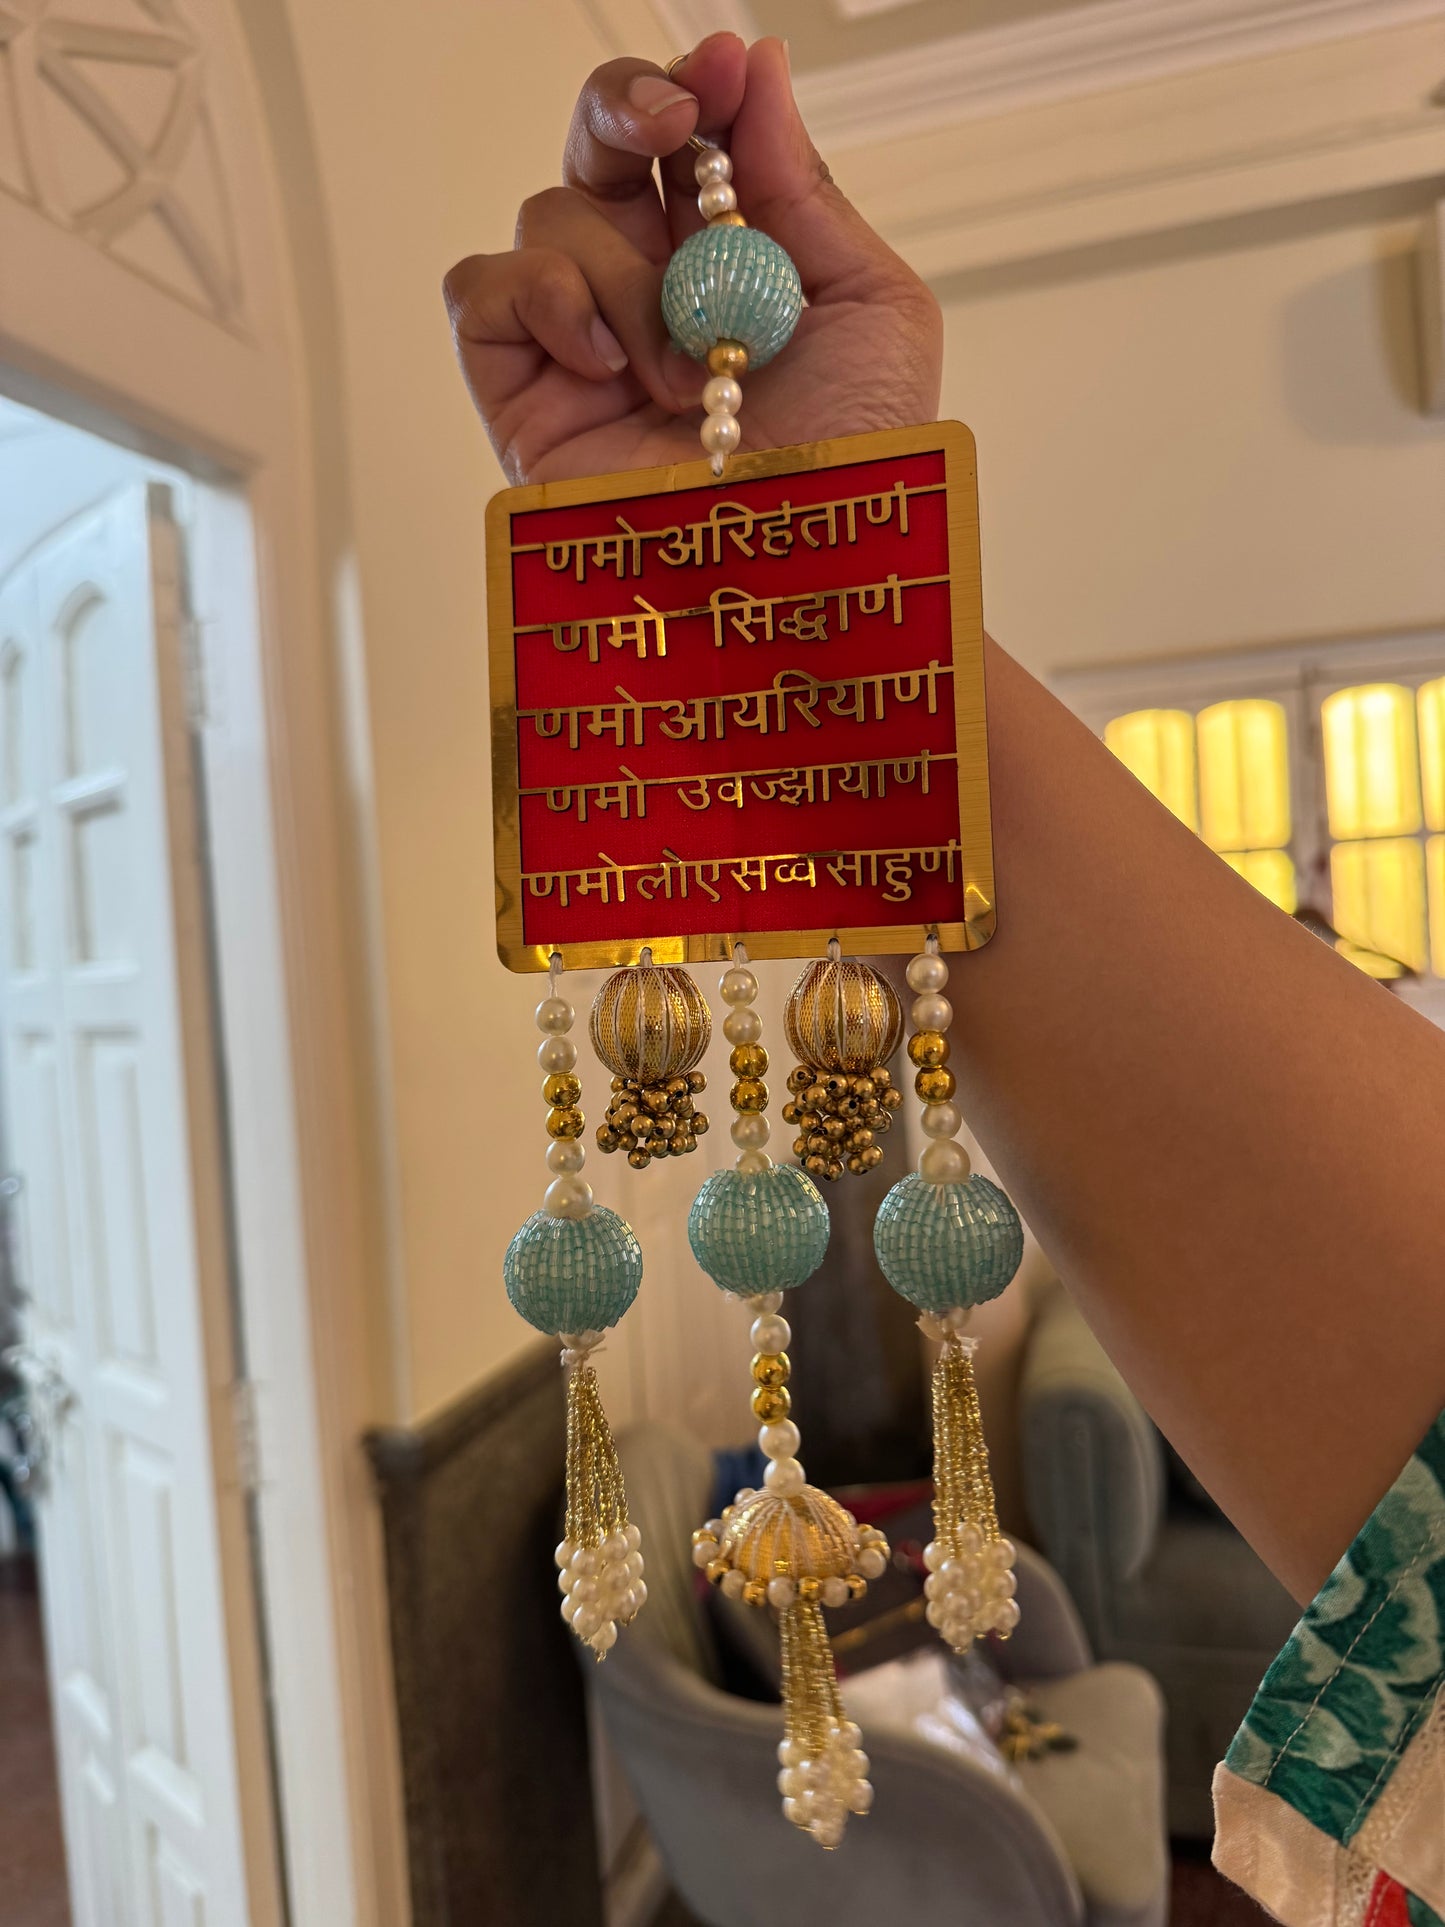 णमो अरिहंताणं
णमो सिद्धाणं
णमो आयरियाणं
णमो उवज्झायाणं
णमो लोए सव्व साहुणं